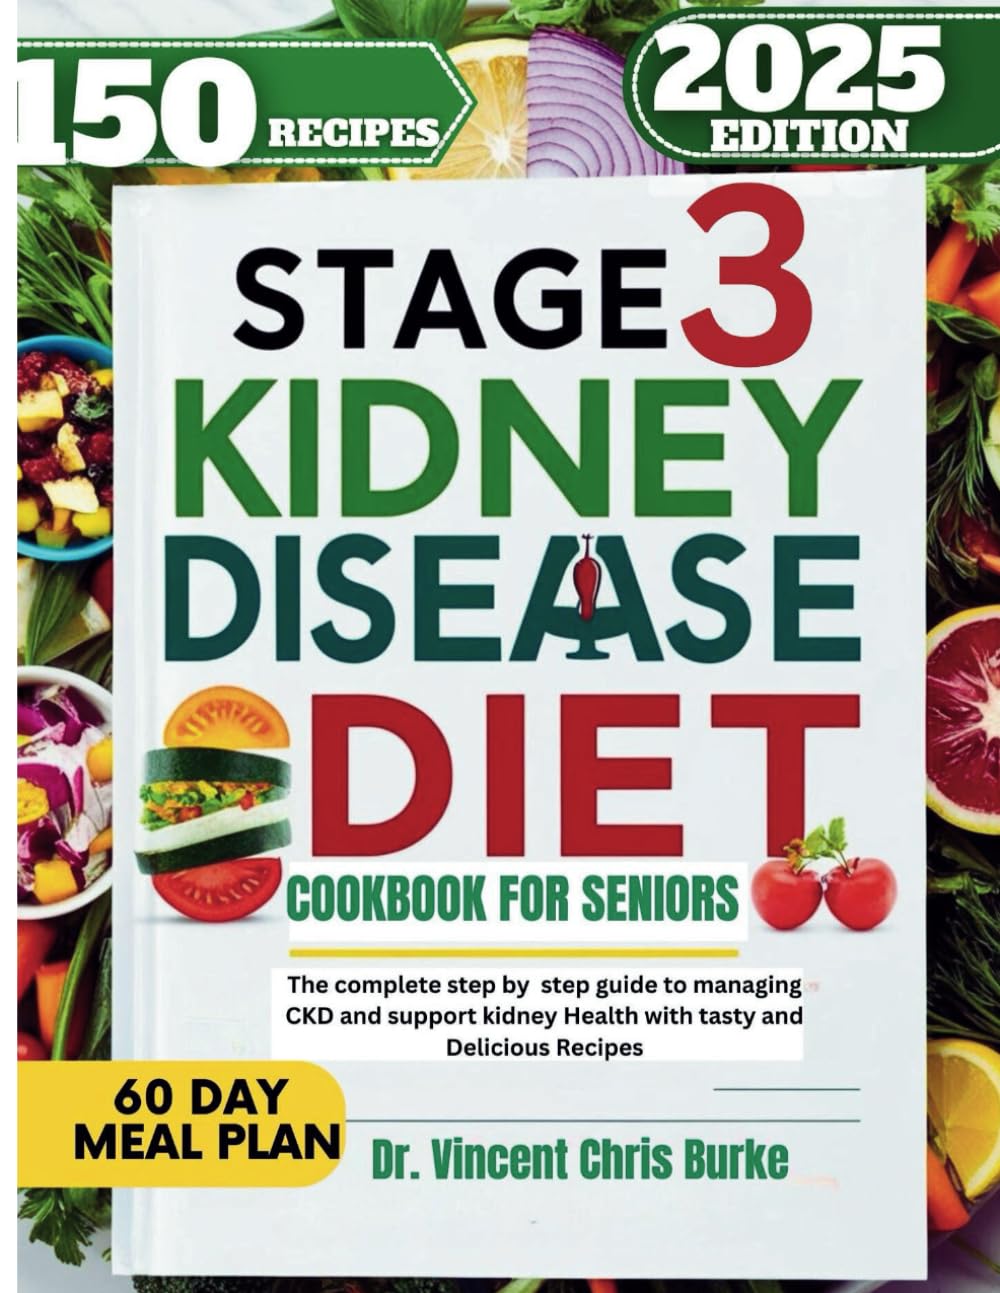 150 RECIPES
2025
EDITION
STAGE 3
KIDNEY
DISEASE
DIET
COOKBOOK FOR SENIORS
The complete step by step guide to managing
CKD and support kidney Health with tasty and
Delicious Recipes
60 DAY
MEAL PLAN
Dr. Vincent Chris Burke